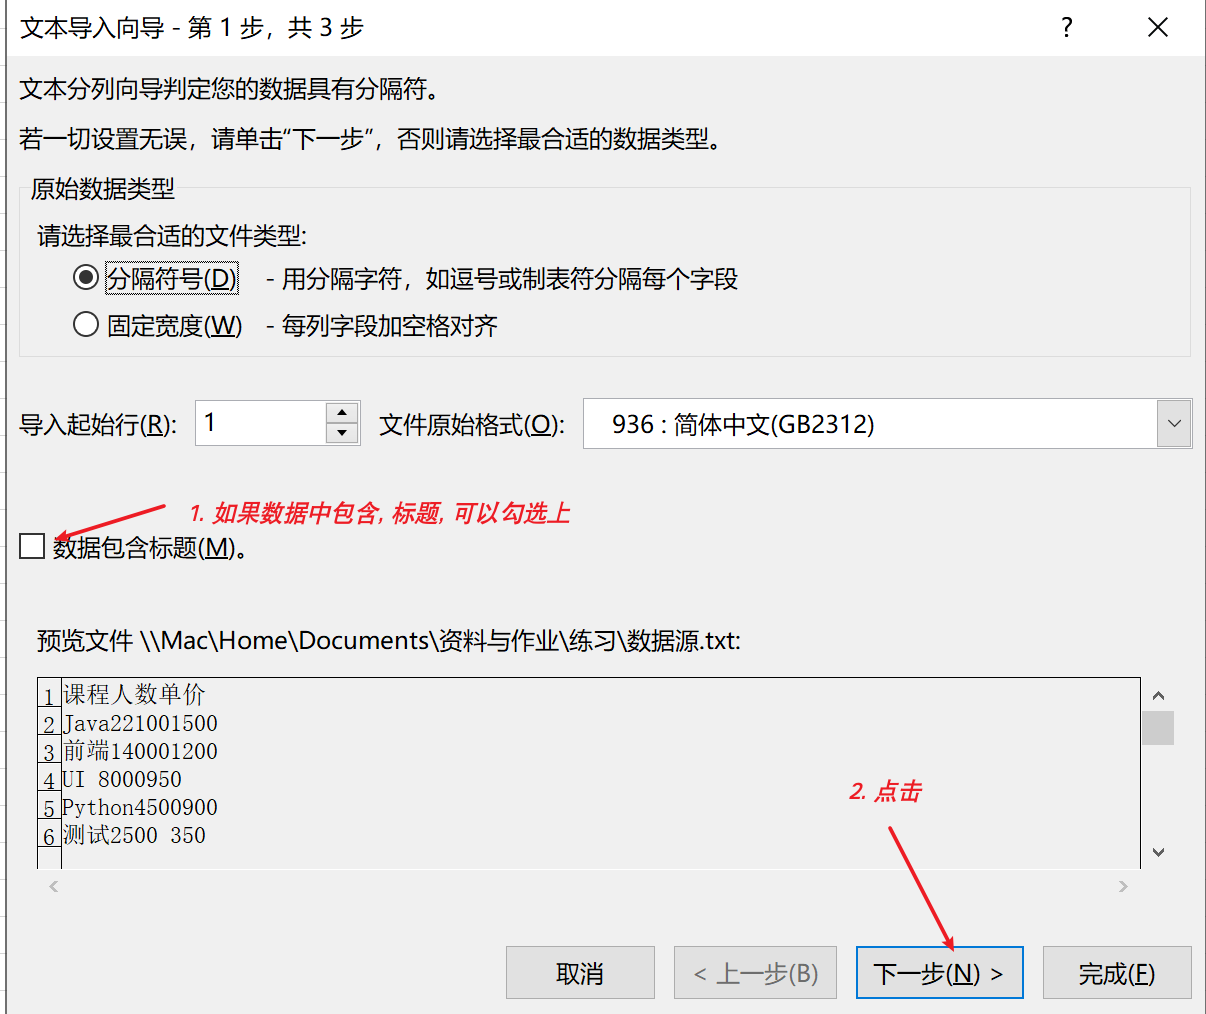 文本导入向导 - 第 1 步，共 3 步
文本分列向导判定您的数据具有分隔符。
若一切设置无误，请单击“下一步”，否则请选择最合适的数据类型。
原始数据类型
请选择最合适的文件类型:
分隔符号(D) - 用分隔字符，如逗号或制表符分隔每个字段
固定宽度(W) - 每列字段加空格对齐
导入起始行(R): 1 文件原始格式(O): 936 : 简体中文(GB2312)
1. 如果数据中包含, 标题, 可以勾选上
数据包含标题(M)。
预览文件 \\Mac\Home\Documents\资料与作业\练习\数据源.txt:
1 课程人数单价
2 Java221001500
3 前端140001200
4 UI 8000950
5 Python4500900
6 测试2500 350
2. 点击
取消 < 上一步(B) 下一步(N) > 完成(F)